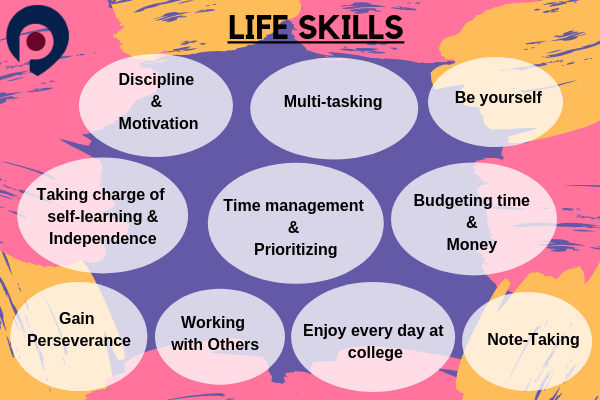 LIFE SKILLS
Discipline
&
Motivation
Multi-tasking
Be yourself
Taking charge of
self-learning &
Independence
Time management
&
Prioritizing
Budgeting time
&
Money
Gain
Perseverance
Working
with Others
Enjoy every day at
college
Note-Taking